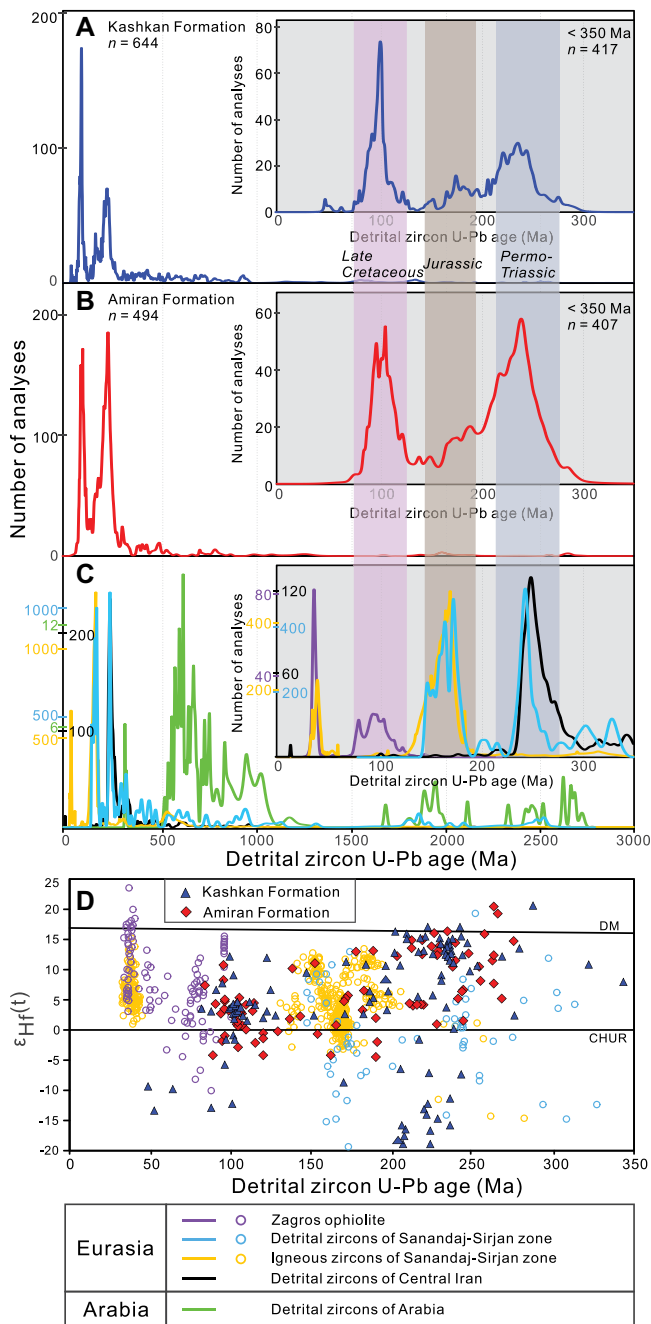 A
Kashkan Formation
n = 644
200
100
0
< 350 Ma
n = 417
80
60
40
20
0
Number of analyses
0
100
200
300
Detrital zircon U-Pb age (Ma)
Late
Cretaceous
Jurassic
Permo-
Triassic
B
Amiran Formation
n = 494
200
100
0
< 350 Ma
n = 407
60
40
20
0
Number of analyses
0
100
200
300
Detrital zircon U-Pb age (Ma)
Number of analyses
C
1000
12
200
100
1000
500
6
100
500
80
120
400
400
40
60
200
200
Number of analyses
0
100
200
300
Detrital zircon U-Pb age (Ma)
0
500
1000
1500
2000
2500
3000
Detrital zircon U-Pb age (Ma)
D
Kashkan Formation
Amiran Formation
25
20
15
10
5
0
-5
-10
-15
-20
εHf(t)
DM
CHUR
0
50
100
150
200
250
300
350
Detrital zircon U-Pb age (Ma)
Eurasia
Zagros ophiolite
Detrital zircons of Sanandaj-Sirjan zone
Igneous zircons of Sanandaj-Sirjan zone
Detrital zircons of Central Iran
Arabia
Detrital zircons of Arabia